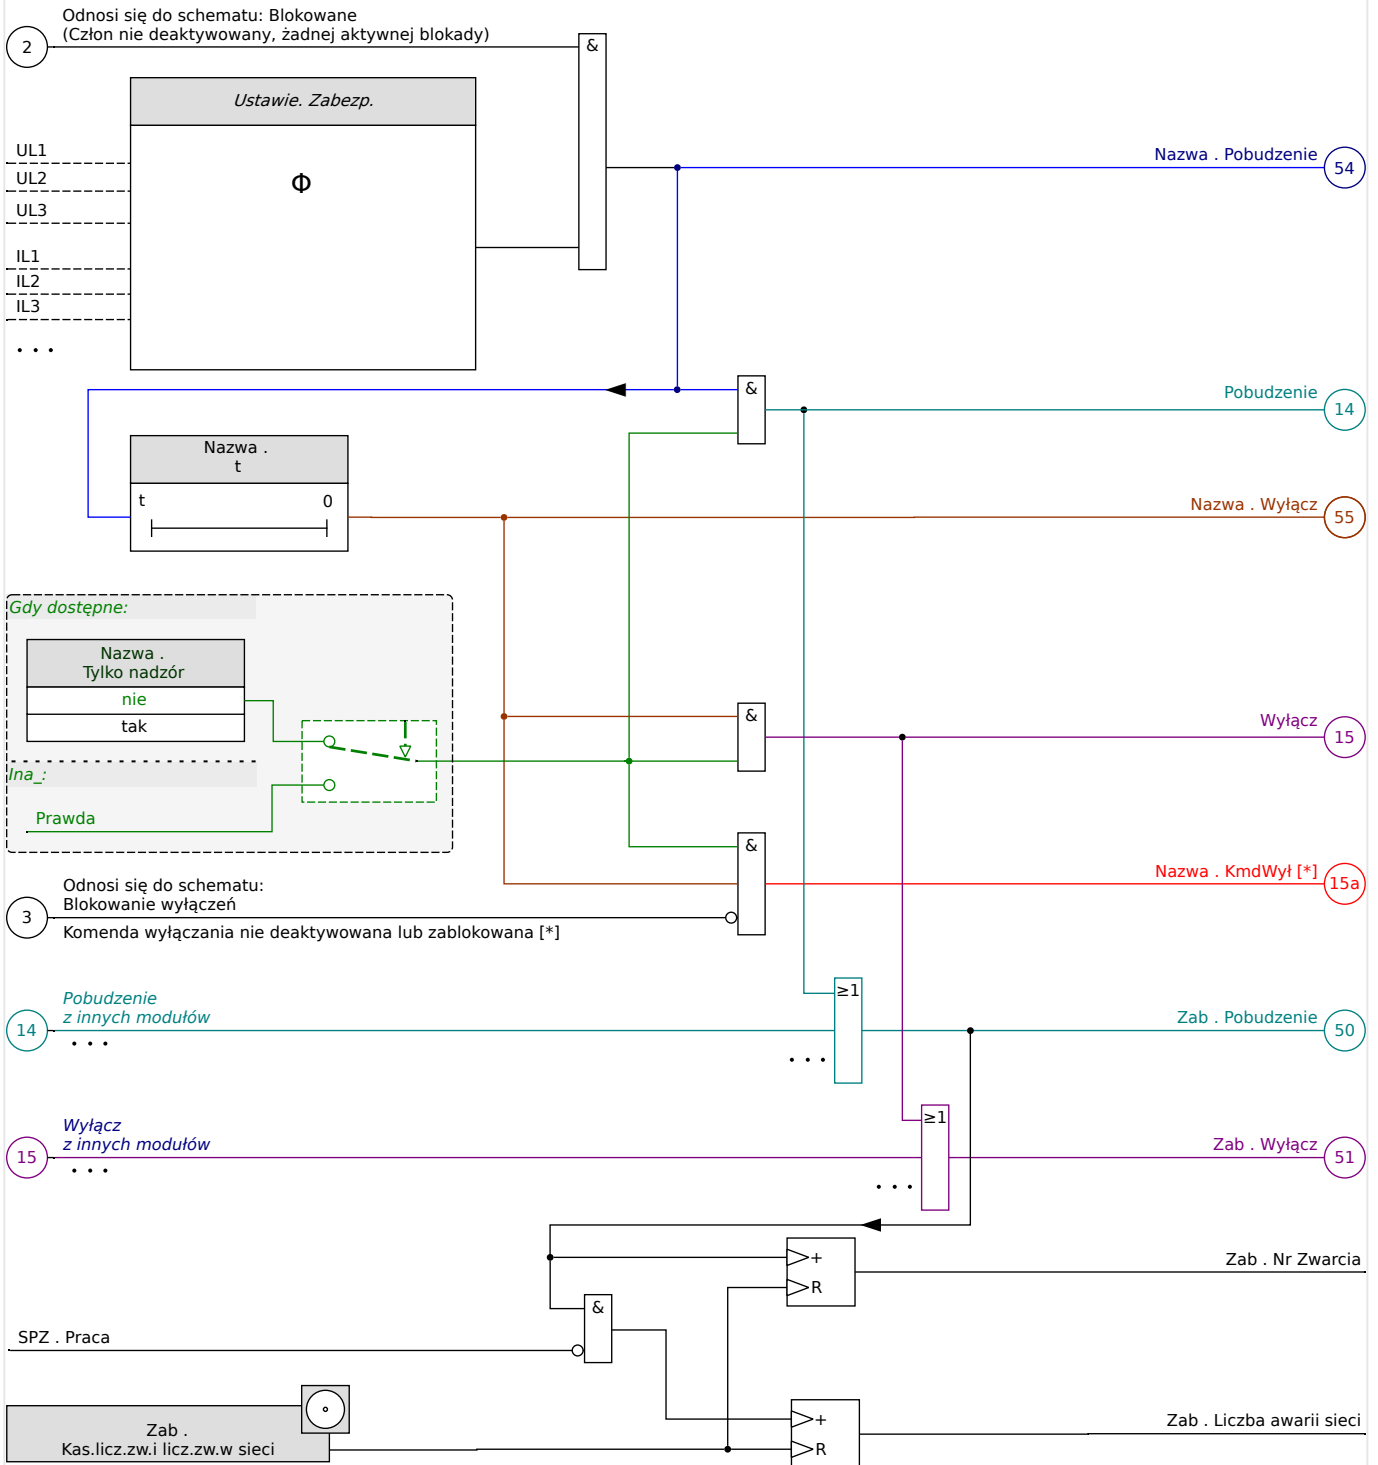 Odnosi się do schematu: Blokowane
(Człon nie deaktywowany, żadnej aktywnej blokady)
2
&
Ustawie. Zabezp.
UL1
UL2
UL3
IL1
IL2
IL3
. . .
Φ
Nazwa . Pobudzenie
54
&
Pobudzenie
14
Nazwa .
t
t 0
Nazwa . Wyłącz
55
Gdy dostępne:
Nazwa .
Tylko nadzór
nie
tak
Ina_:
Prawda
&
Wyłącz
15
&
Nazwa . KmdWył [*]
15a
Odnosi się do schematu:
Blokowanie wyłączeń
3
Komenda wyłączania nie deaktywowana lub zablokowana [*]
Pobudzenie
z innych modułów
14
. . .
≥1
. . .
Zab . Pobudzenie
50
Wyłącz
z innych modułów
15
. . .
≥1
. . .
Zab . Wyłącz
51
+
R
Zab . Nr Zwarcia
&
SPZ . Praca
Zab .
Kas.licz.zw.i licz.zw.w sieci
+
R
Zab . Liczba awarii sieci